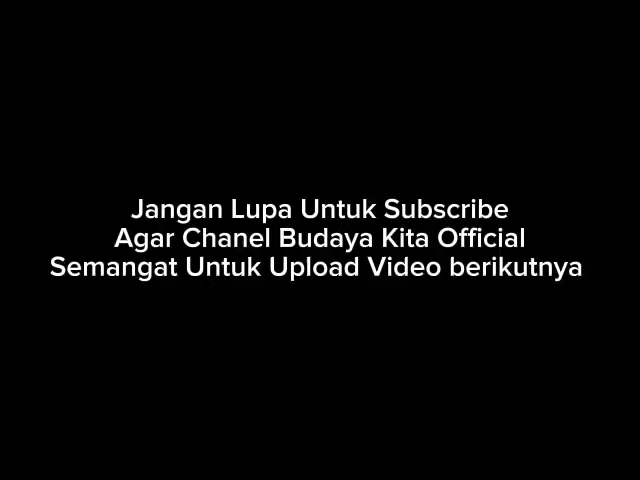 Jangan Lupa Untuk Subscribe
Agar Chanel Budaya Kita Official
Semangat Untuk Upload Video berikutnya